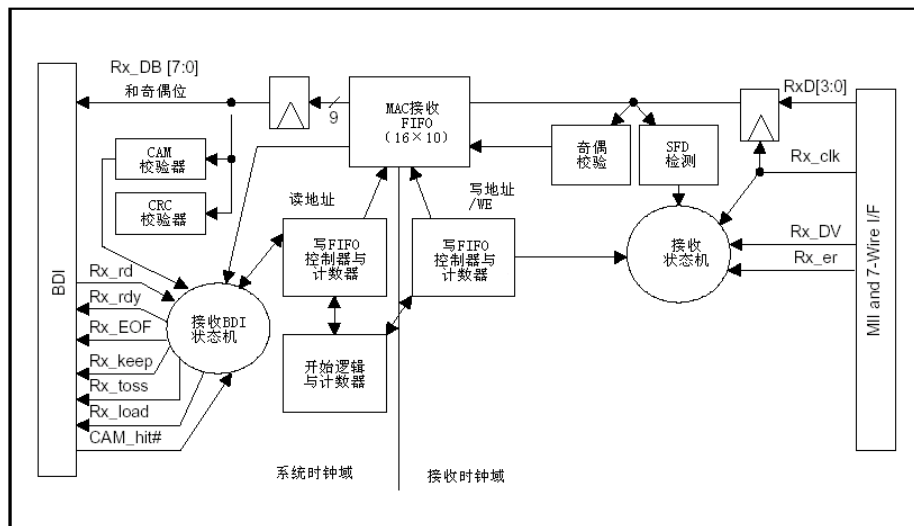 Rx_DB [7:0]
和奇偶位
9
MAC接收
FIFO
(16×10)
RxD[3:0]
奇偶
校验
SFD
检测
Rx_clk
CAM
校验器
CRC
校验器
读地址
写地址
/WE
写FIFO
控制器与
计数器
写FIFO
控制器与
计数器
接收
状态机
Rx_DV
Rx_er
BDI
MII and 7-Wire I/F
Rx_rd
Rx_rdy
Rx_EOF
Rx_keep
Rx_toss
Rx_load
CAM_hit#
接收BDI
状态机
开始逻辑
与计数器
系统时钟域
接收时钟域